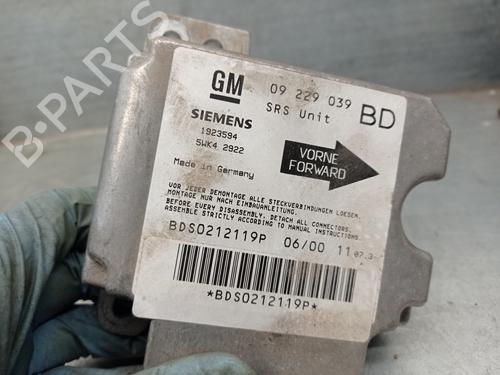 GM
09 229 039
SRS Unit
BD
SIEMENS
1923594
5WK4 2922
Made in Germany
VORNE
FORWARD
VOR JEDER DEMONTAGE ALLE STECKVERBINDUNGEN LOESEN.
MONTAGE NUR NACH EINBAUANLEITUNG.
BEFORE EVERY DISASSEMBLY, DETACH ALL CONNECTORS.
ASSEMBLE STRICTLY ACCORDING TO MANUAL INSTRUCTIONS
BDS0212119P 06/00 11 07.3
*BDS0212119P*
B-PARTS